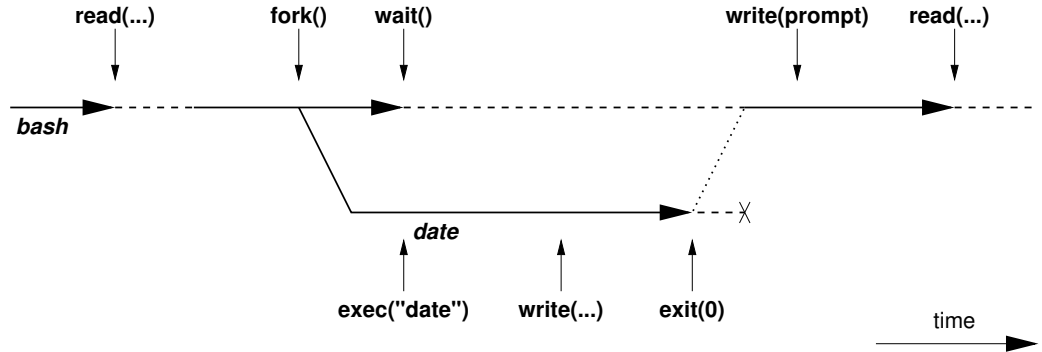 read(...) fork() wait() write(prompt) read(...)
bash
date
exec("date") write(...) exit(0)
time